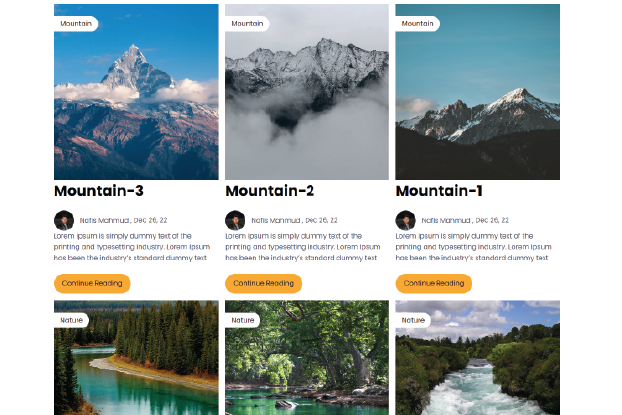 Mountain
Mountain
Mountain
Mountain-3
Nafis Mahmud , Dec 26, 22
Lorem Ipsum is simply dummy text of the
printing and typesetting industry. Lorem Ipsum
has been the industry's standard dummy text
Continue Reading
Mountain-2
Nafis Mahmud , Dec 26, 22
Lorem Ipsum is simply dummy text of the
printing and typesetting industry. Lorem Ipsum
has been the industry's standard dummy text
Continue Reading
Mountain-1
Nafis Mahmud , Dec 26, 22
Lorem Ipsum is simply dummy text of the
printing and typesetting industry. Lorem Ipsum
has been the industry's standard dummy text
Continue Reading
Nature
Nature
Nature